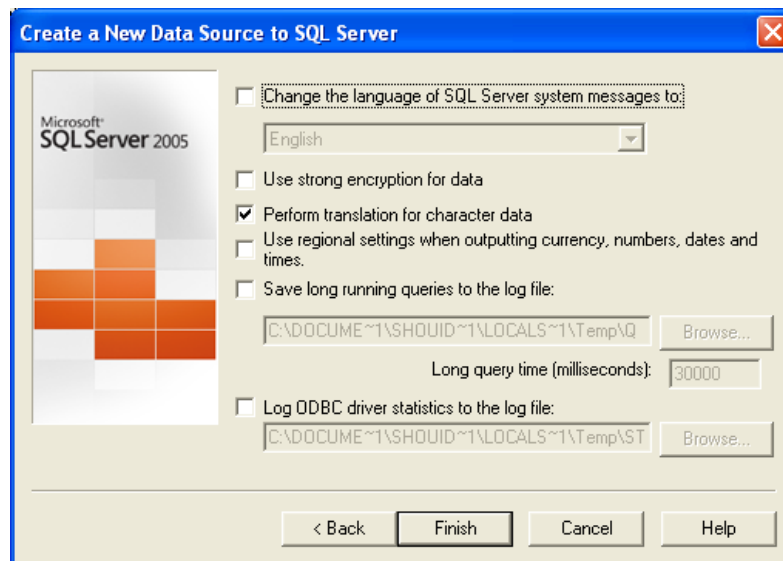 Create a New Data Source to SQL Server
Microsoft
SQL Server 2005
Change the language of SQL Server system messages to:
English
Use strong encryption for data
Perform translation for character data
Use regional settings when outputting currency, numbers, dates and
times.
Save long running queries to the log file:
C:\DOCUME~1\SHOUID~1\LOCALS~1\Temp\Q
Browse...
Long query time (milliseconds):
30000
Log ODBC driver statistics to the log file:
C:\DOCUME~1\SHOUID~1\LOCALS~1\Temp\ST
Browse...
< Back
Finish
Cancel
Help